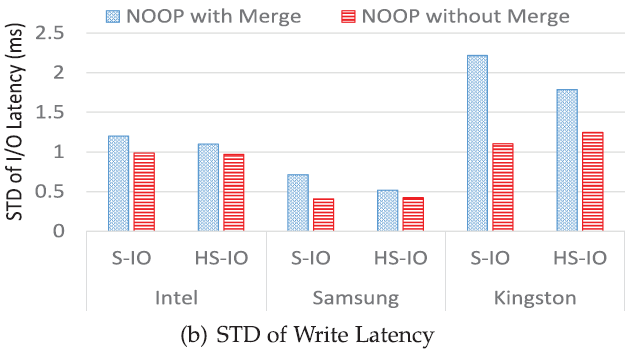 NOOP with Merge NOOP without Merge
STD of I/O Latency (ms)
2.5
2
1.5
1
0.5
0
S-IO HS-IO S-IO HS-IO S-IO HS-IO
Intel Samsung Kingston
(b) STD of Write Latency